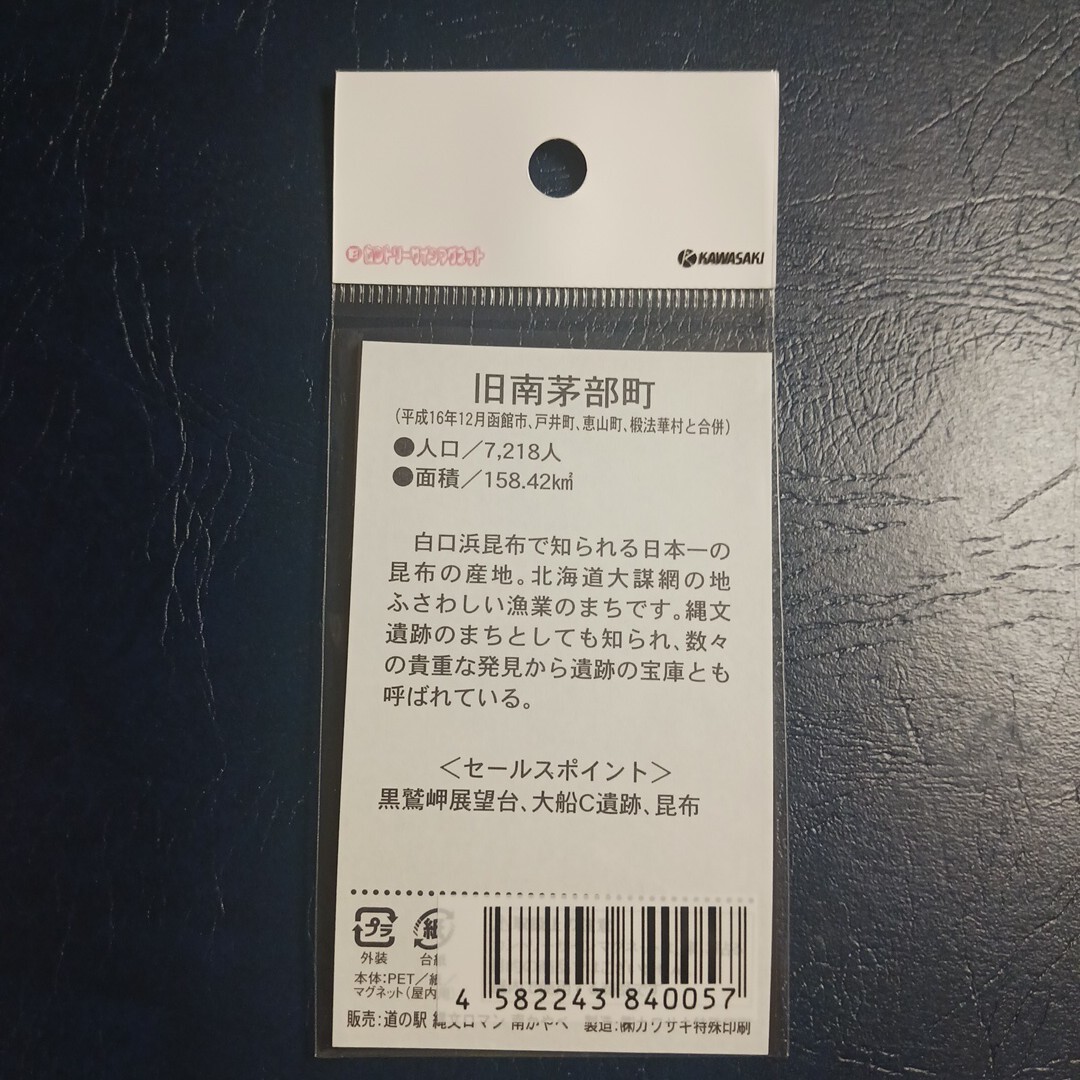 カントリーサインマグネット
KAWASAKI
旧南茅部町
(平成16年12月函館市、戸井町、恵山町、椴法華村と合併)
●人口／7,218人
●面積／158.42k㎡
白口浜昆布で知られる日本一の
昆布の産地。北海道大謀網の地
ふさわしい漁業のまちです。縄文
遺跡のまちとしても知られ、数々
の貴重な発見から遺跡の宝庫とも
呼ばれている。
＜セールスポイント＞
黒鷲岬展望台、大船C遺跡、昆布
プラ 紙
外装 台紙
本体:PET／紙
マグネット(屋内
4 582243 840057
販売:道の駅 縄文ロマン 南かやべ 製造:㈱カワサキ特殊印刷